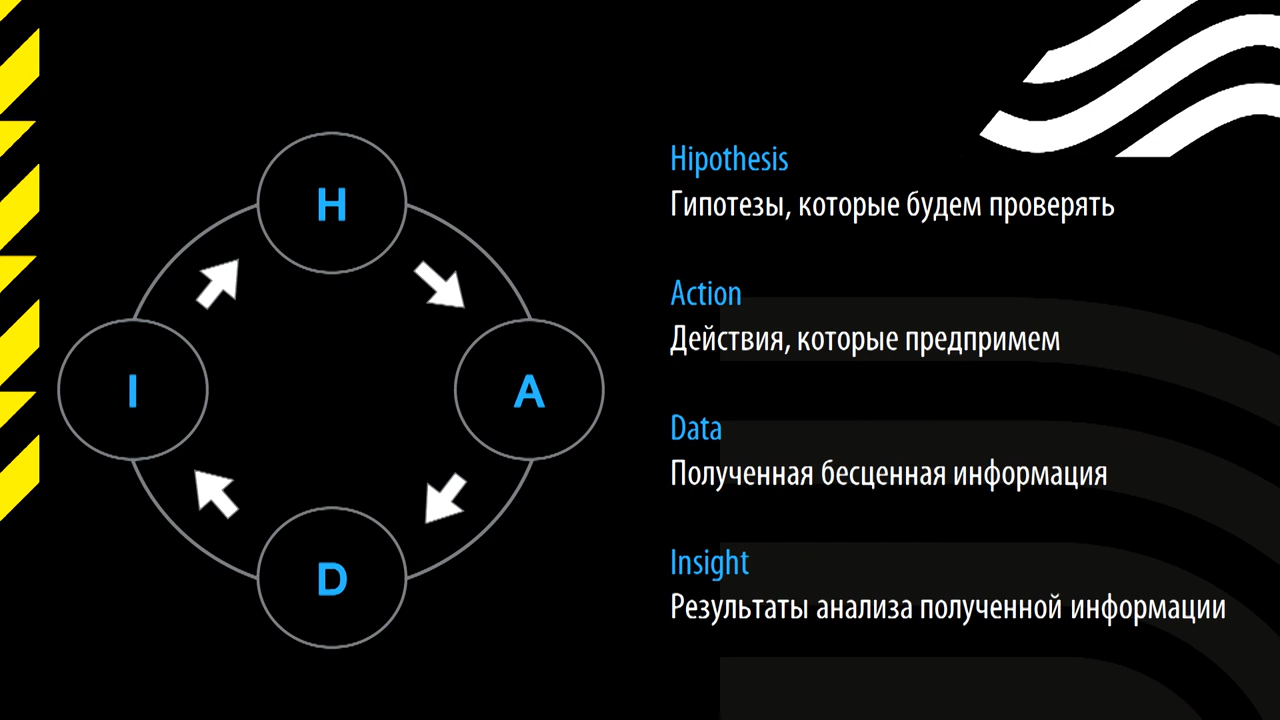 H
I
A
D
Hipothesis
Гипотезы, которые будем проверять
Action
Действия, которые предпримем
Data
Полученная бесценная информация
Insight
Результаты анализа полученной информации